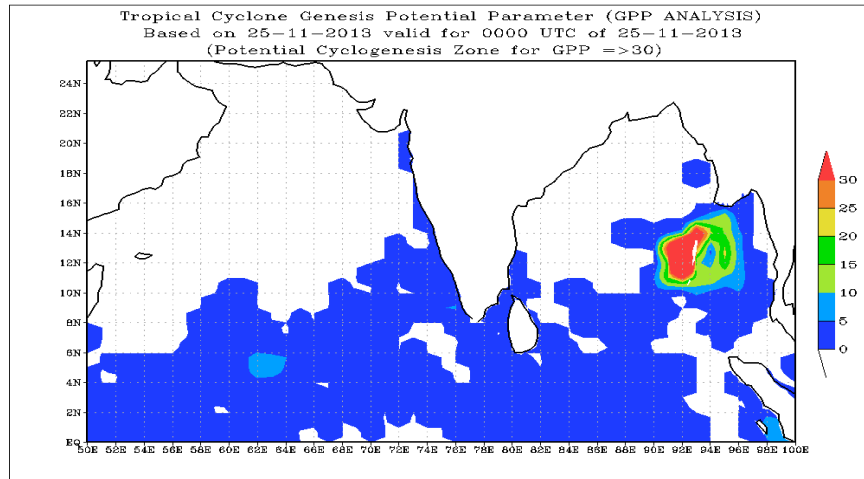 Tropical Cyclone Genesis Potential Parameter (GPP ANALYSIS)
Based on 25-11-2013 valid for 0000 UTC of 25-11-2013
(Potential Cyclogenesis Zone for GPP =>30)
24N
22N
20N
18N
16N
14N
12N
10N
8N
6N
4N
2N
EQ
50E 52E 54E 56E 58E 60E 62E 64E 66E 68E 70E 72E 74E 76E 78E 80E 82E 84E 86E 88E 90E 92E 94E 96E 98E 100E
30
25
20
15
10
5
0